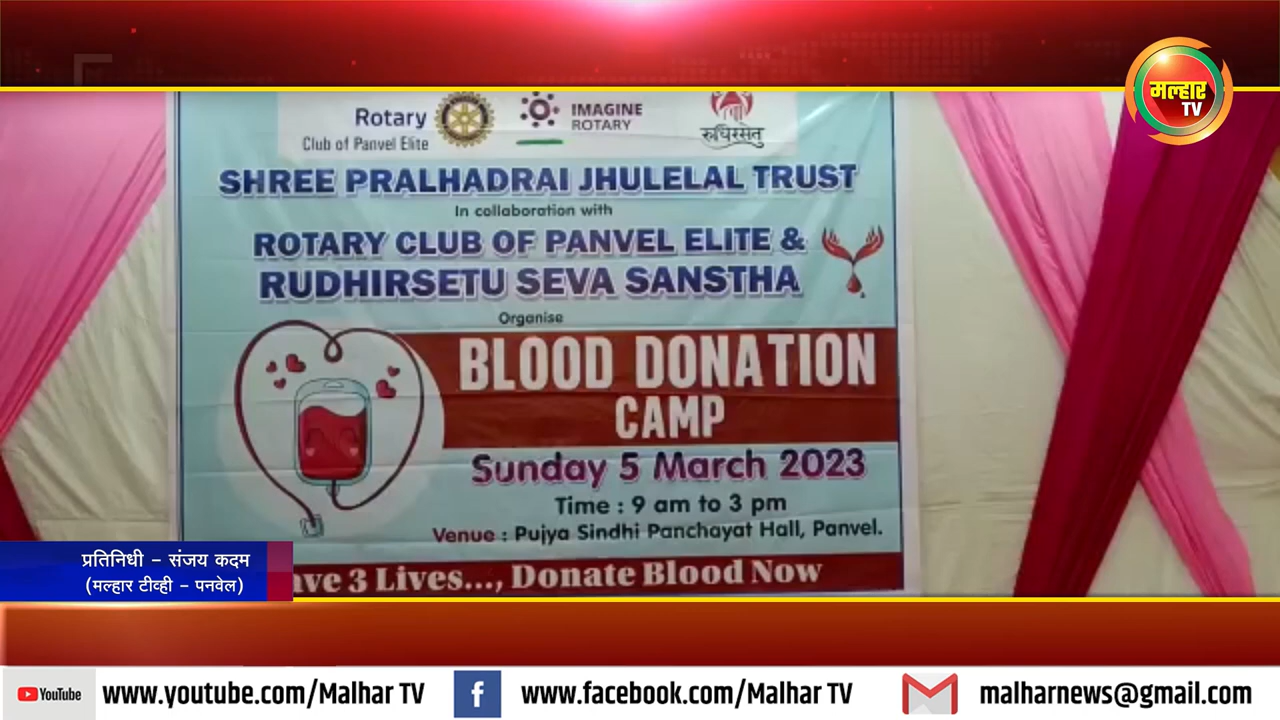 मल्हार
TV
Rotary
Club of Panvel Elite
IMAGINE
ROTARY
रुधिरसेतु
SHREE PRALHADRAI JHULELAL TRUST
In collaboration with
ROTARY CLUB OF PANVEL ELITE &
RUDHIRSETU SEVA SANSTHA
Organise
BLOOD DONATION
CAMP
Sunday 5 March 2023
Time : 9 am to 3 pm
Venue : Pujya Sindhi Panchayat Hall, Panvel.
ave 3 Lives..., Donate Blood Now
प्रतिनिधी – संजय कदम
(मल्हार टीव्ही – पनवेल)
YouTube www.youtube.com/Malhar TV
www.facebook.com/Malhar TV
malharnews@gmail.com